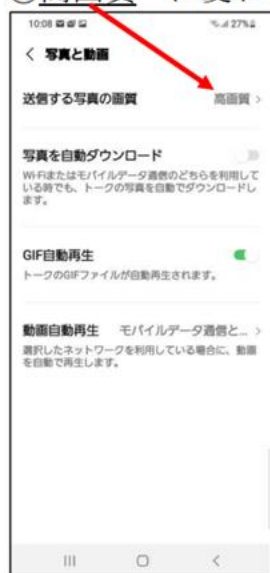 10:08
27%
く 写真と動画
送信する写真の画質 高画質 >
写真を自動ダウンロード
Wi-Fiまたはモバイルデータ通信のどちらを利用して
いる時でも、トークの写真を自動でダウンロードし
ます。
GIF自動再生
トークのGIFファイルが自動再生されます。
動画自動再生 モバイルデータ通信と... >
選択したネットワークを利用している場合に、動画
を自動で再生します。